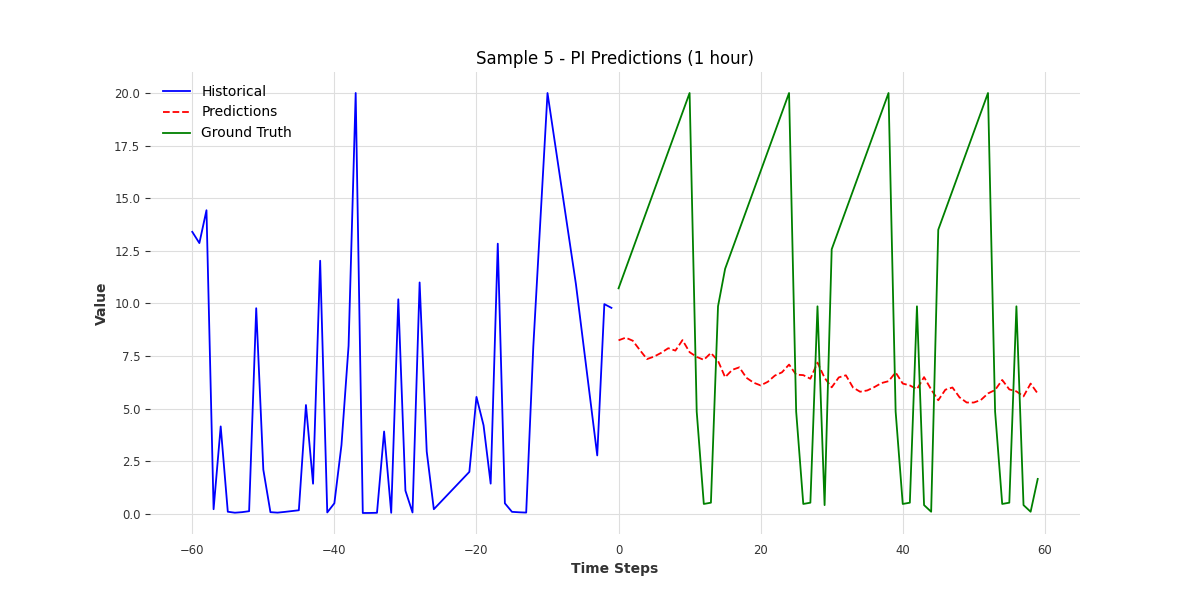 Sample 5 - PI Predictions (1 hour)
Historical
Predictions
Ground Truth
20.0
17.5
15.0
12.5
10.0
7.5
5.0
2.5
0.0
Value
−60
−40
−20
0
20
40
60
Time Steps